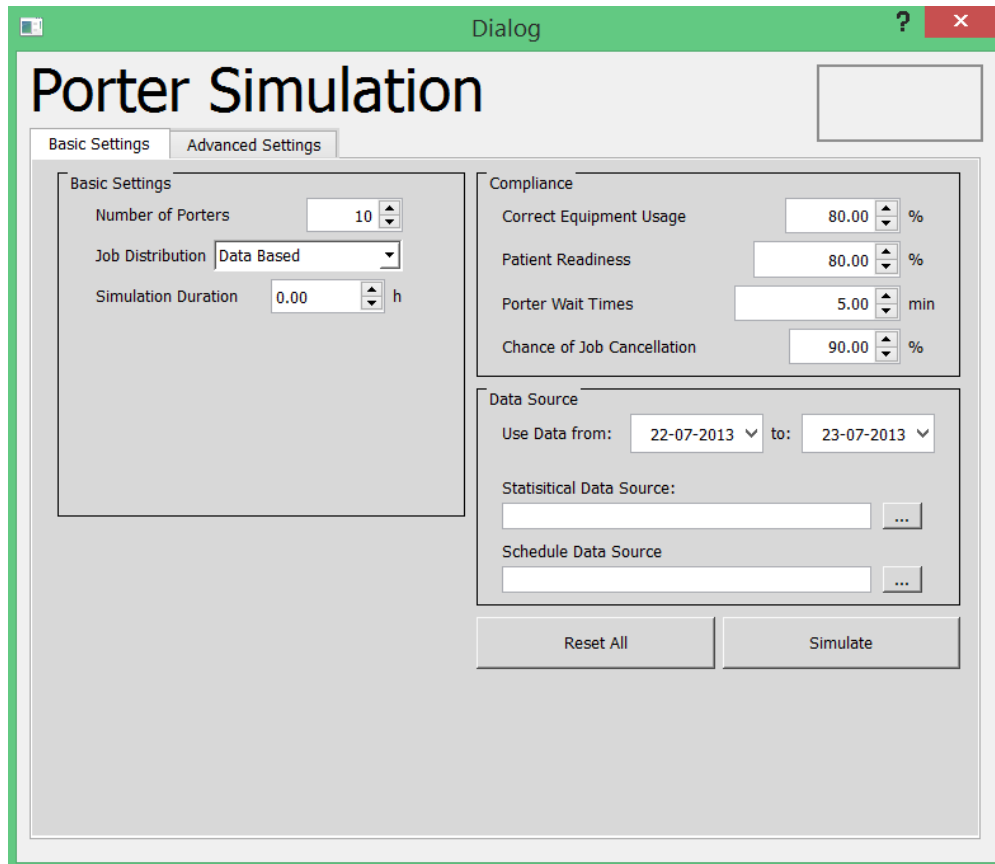 Dialog
?
Porter Simulation
Basic Settings
Advanced Settings
Basic Settings
Number of Porters 10
Job Distribution Data Based
Simulation Duration 0.00 h
Compliance
Correct Equipment Usage 80.00 %
Patient Readiness 80.00 %
Porter Wait Times 5.00 min
Chance of Job Cancellation 90.00 %
Data Source
Use Data from: 22-07-2013 to: 23-07-2013
Statisitical Data Source:
...
Schedule Data Source
...
Reset All
Simulate